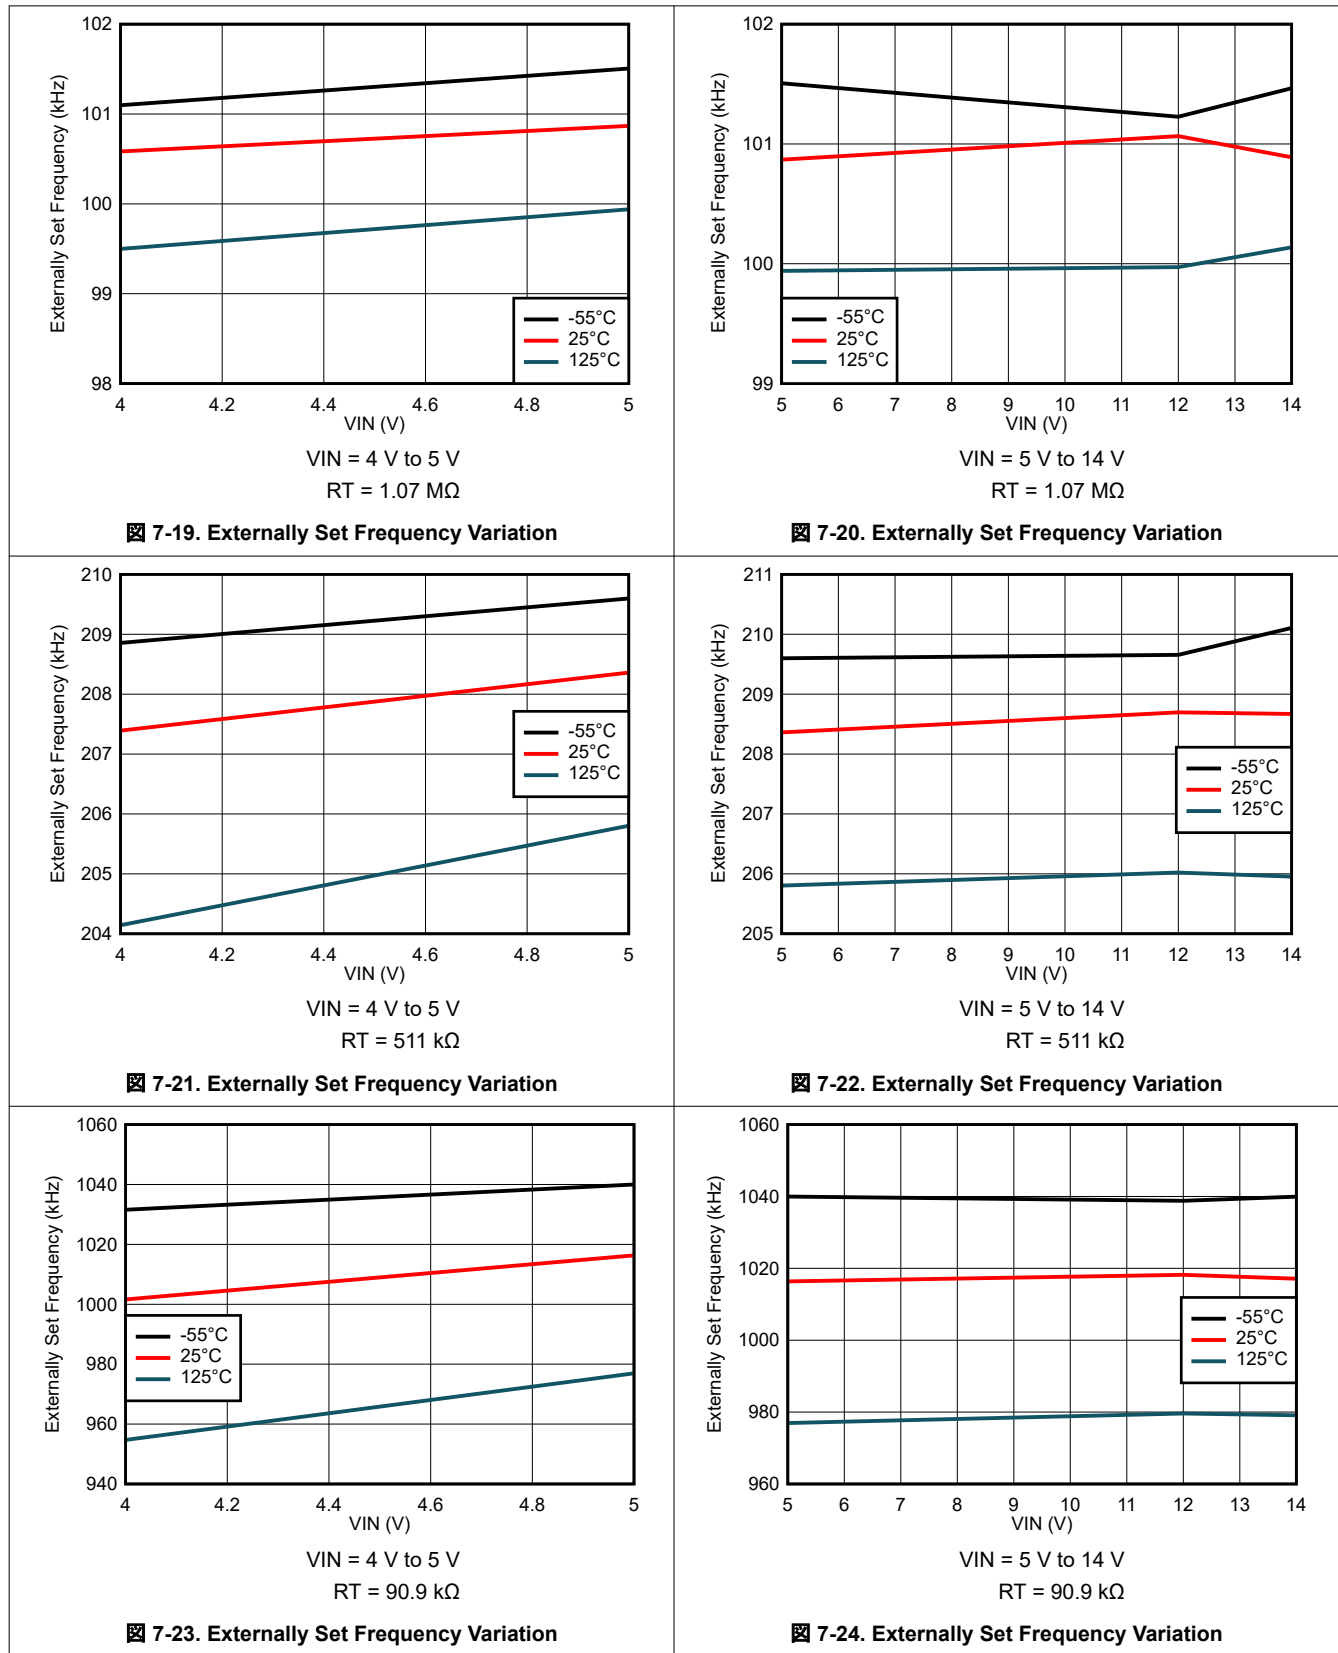 102
101
100
99
98
Externally Set Frequency (kHz)
-55°C
25°C
125°C
4 4.2 4.4 4.6 4.8 5
VIN (V)
VIN = 4 V to 5 V
RT = 1.07 MΩ
図 7-19. Externally Set Frequency Variation
102
101
100
99
Externally Set Frequency (kHz)
-55°C
25°C
125°C
5 6 7 8 9 10 11 12 13 14
VIN (V)
VIN = 5 V to 14 V
RT = 1.07 MΩ
図 7-20. Externally Set Frequency Variation
210
209
208
207
206
205
204
Externally Set Frequency (kHz)
-55°C
25°C
125°C
4 4.2 4.4 4.6 4.8 5
VIN (V)
VIN = 4 V to 5 V
RT = 511 kΩ
図 7-21. Externally Set Frequency Variation
211
210
209
208
207
206
205
Externally Set Frequency (kHz)
-55°C
25°C
125°C
5 6 7 8 9 10 11 12 13 14
VIN (V)
VIN = 5 V to 14 V
RT = 511 kΩ
図 7-22. Externally Set Frequency Variation
1060
1040
1020
1000
980
960
940
Externally Set Frequency (kHz)
-55°C
25°C
125°C
4 4.2 4.4 4.6 4.8 5
VIN (V)
VIN = 4 V to 5 V
RT = 90.9 kΩ
図 7-23. Externally Set Frequency Variation
1060
1040
1020
1000
980
960
Externally Set Frequency (kHz)
-55°C
25°C
125°C
5 6 7 8 9 10 11 12 13 14
VIN (V)
VIN = 5 V to 14 V
RT = 90.9 kΩ
図 7-24. Externally Set Frequency Variation